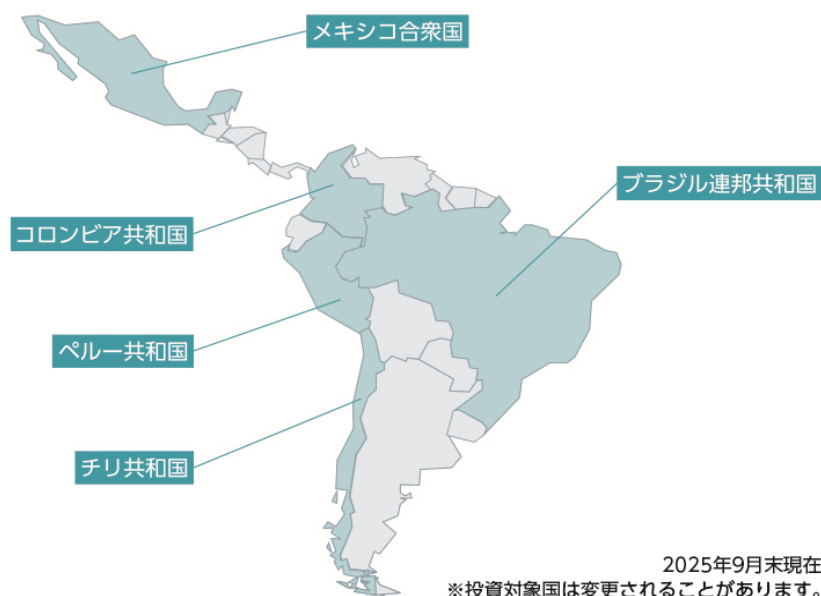 メキシコ合衆国
ブラジル連邦共和国
コロンビア共和国
ペルー共和国
チリ共和国
2025年9月末現在
※投資対象国は変更されることがあります。